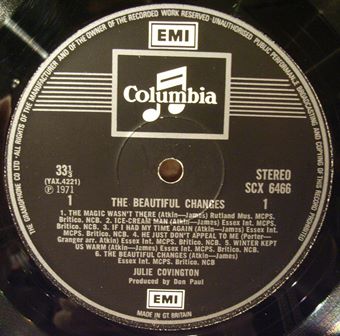 EMI
ALL RIGHTS OF THE MANUFACTURER AND OF THE OWNER OF THE RECORDED WORK RESERVED · UNAUTHORISED PUBLIC PERFORMANCE BROADCASTING AND COPYING OF THIS RECORD PROHIBITED
THE GRAMOPHONE CO LTD
Columbia
33⅓
(YAX.4221)
℗ 1971
1
STEREO
SCX 6466
1
THE BEAUTIFUL CHANGES
1. THE MAGIC WASN'T THERE (Atkin—James) Rutland Mus. MCPS.
Britico. NCB. 2. ICE-CREAM MAN (Atkin—James) Essex Int. MCPS.
Britico. NCB. 3. IF I HAD MY TIME AGAIN (Atkin—James) Essex Int.
MCPS. Britico. NCB. 4. HE JUST DON'T APPEAL TO ME (Porter—
Granger arr. Atkin) Essex Int. MCPS. Britico. NCB. 5. WINTER KEPT
US WARM (Atkin—James) Essex Int. MCPS. Britico. NCB.
6. THE BEAUTIFUL CHANGES (Atkin—James)
Essex Int. MCPS. Britico. NCB
JULIE COVINGTON
Produced by Don Paul
EMI
MADE IN GT BRITAIN